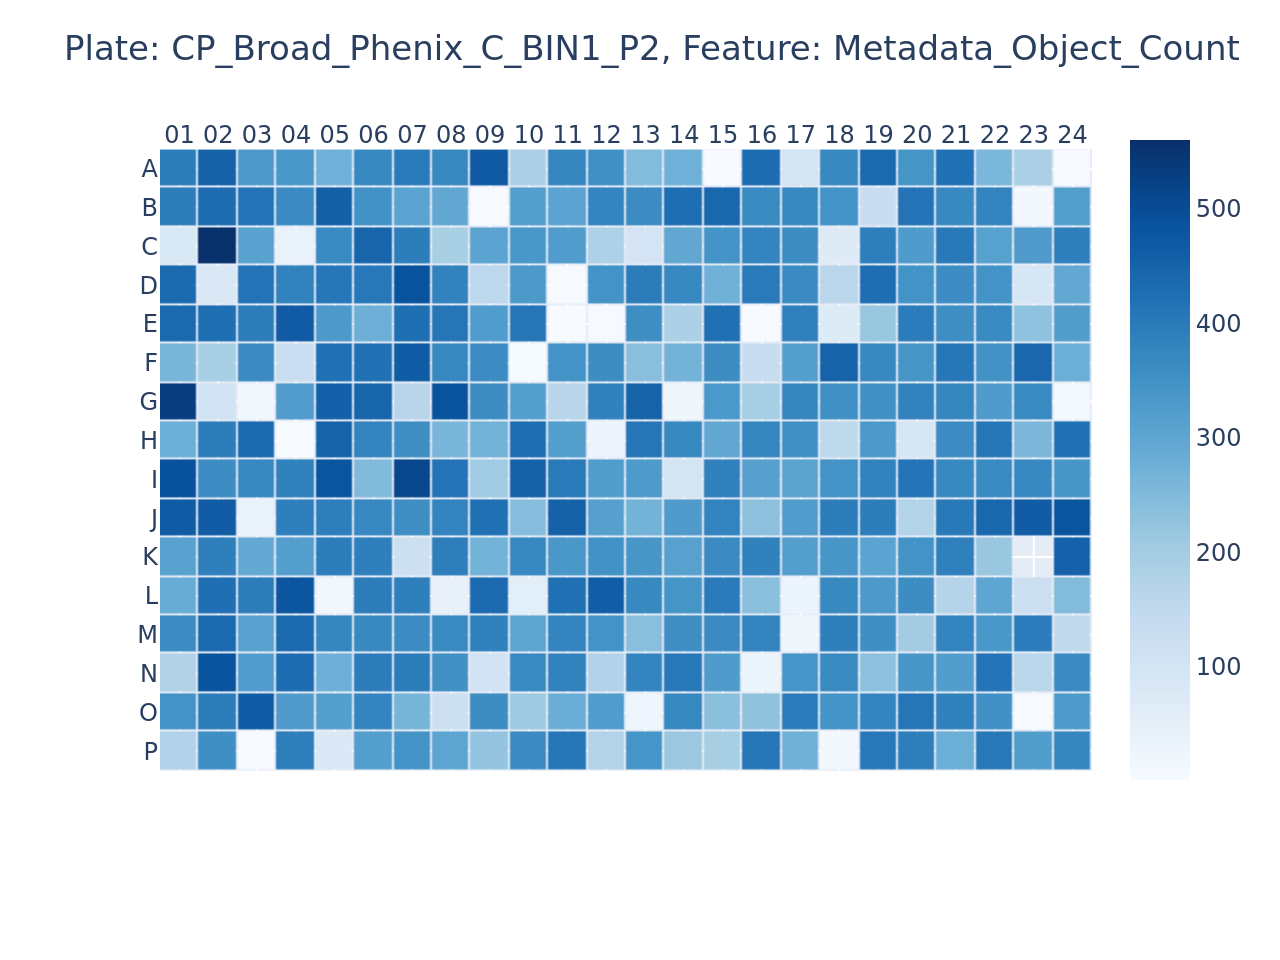 Plate: CP_Broad_Phenix_C_BIN1_P2, Feature: Metadata_Object_Count
01 02 03 04 05 06 07 08 09 10 11 12 13 14 15 16 17 18 19 20 21 22 23 24
A
B
C
D
E
F
G
H
I
J
K
L
M
N
O
P
500
400
300
200
100